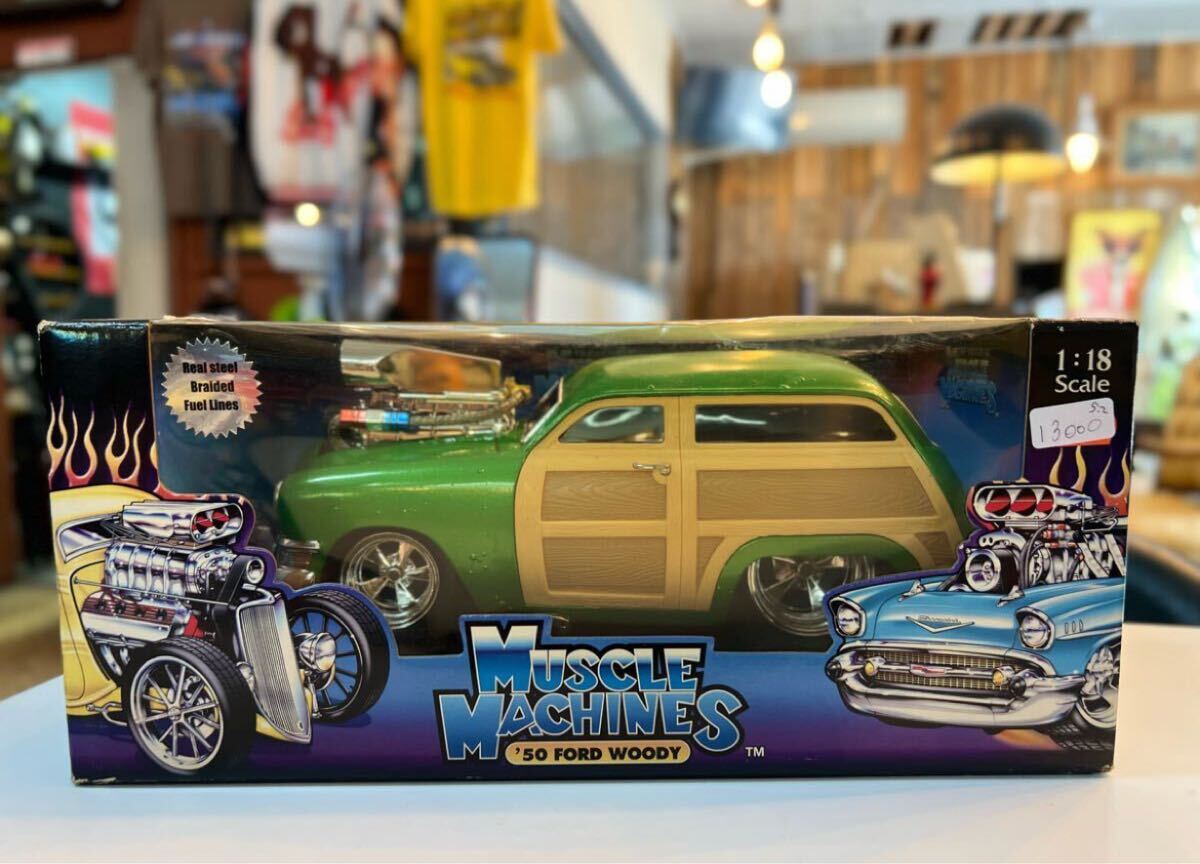 Real steel
Braided
Fuel Lines
1:18
Scale
13000
MUSCLE
MACHINES
'50 FORD WOODY
TM